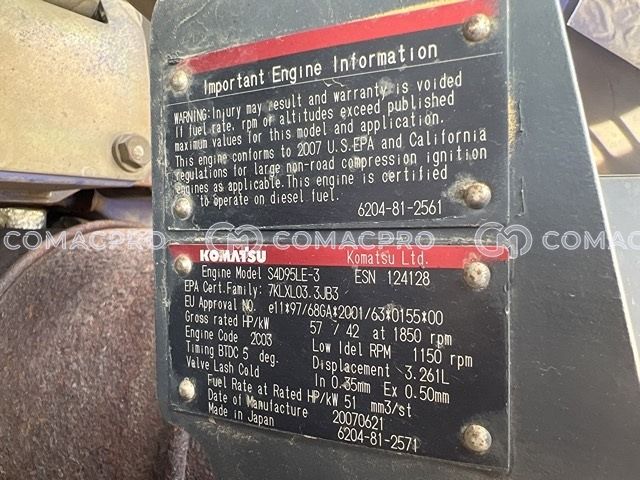 Important Engine Information
WARNING: Injury may result and warranty is voided
If fuel rate, rpm or altitudes exceed published
maximum values for this model and application.
This engine conforms to 2007 U.S.EPA and California
regulations for large non-road compression ignition
engines as applicable. This engine is certified
to operate on diesel fuel.
6204-81-2561
COMACPRO COMACPRO COMACPRO
KOMATSU Komatsu Ltd.
Engine Model S4D95LE-3 ESN 124128
EPA Cert.Family: 7KLXL03.3JB3
EU Approval NO. e11*97/68GA*2001/63*0155*00
Gross rated HP/kW 57 / 42 at 1850 rpm
Engine Code 2C03 Low Idel RPM 1150 rpm
Timing BTDC 5 deg. Displacement 3.261L
Valve Lash Cold In 0.35mm Ex 0.50mm
Fuel Rate at Rated HP/kW 51 mm3/st
Date of Manufacture 20070621
Made in Japan 6204-81-2571